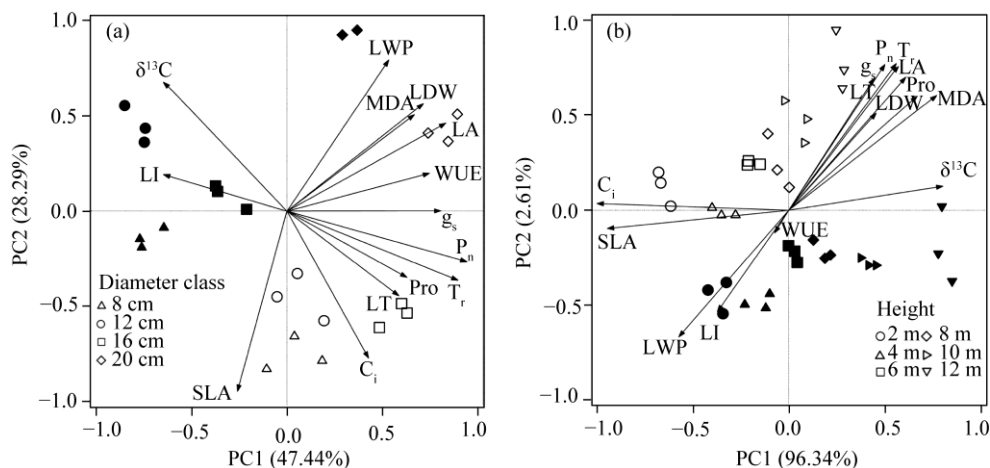 (a)
1.0
0.5
0.0
−0.5
−1.0
PC2 (28.29%)
δ¹³C
LWP
LDW
MDA
LA
LI
WUE
gₛ
Pₙ
Tᵣ
Pro
LT
Cᵢ
SLA
Diameter class
8 cm
12 cm
16 cm
20 cm
−1.0 −0.5 0.0 0.5 1.0
PC1 (47.44%)
(b)
1.0
0.5
0.0
−0.5
−1.0
PC2 (2.61%)
Pₙ Tᵣ
gₛ LA
LT Pro
LDW MDA
δ¹³C
Cᵢ
SLA
WUE
LI
LWP
Height
2 m 8 m
4 m 10 m
6 m 12 m
−1.0 −0.5 0.0 0.5 1.0
PC1 (96.34%)